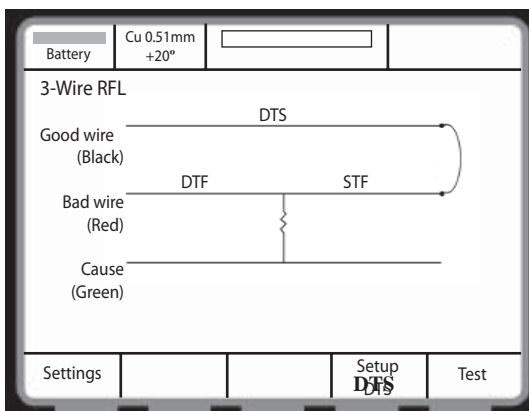 Battery
Cu 0.51mm
+20°
3-Wire RFL
DTS
Good wire
(Black)
DTF
STF
Bad wire
(Red)
Cause
(Green)
Settings
Setup
DTS
Test